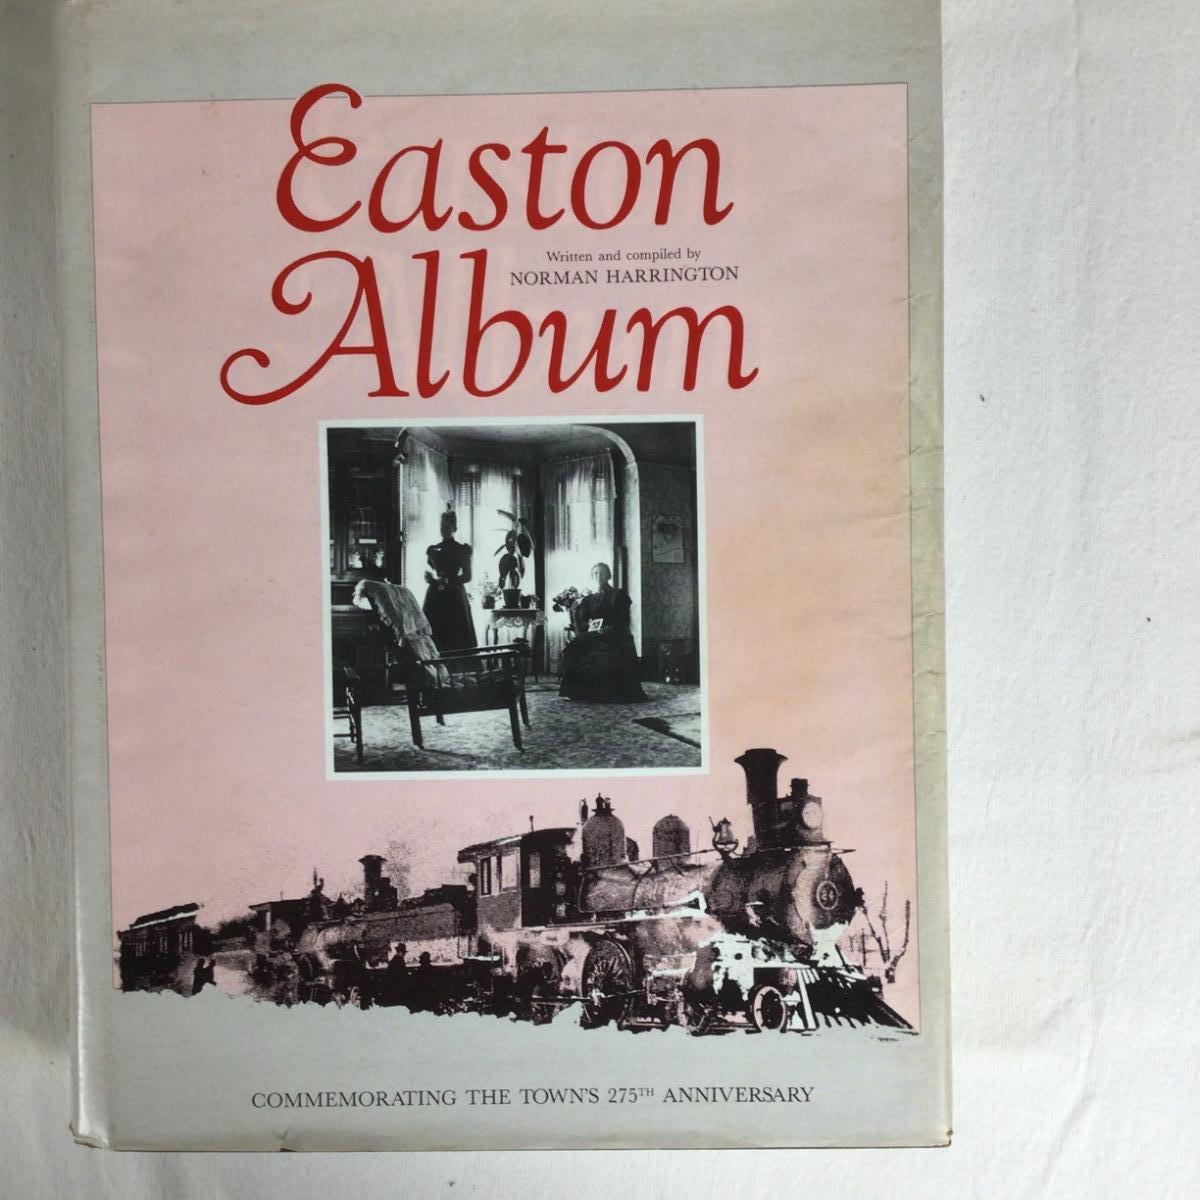 Easton
Written and compiled by
NORMAN HARRINGTON
Album
COMMEMORATING THE TOWN'S 275TH ANNIVERSARY